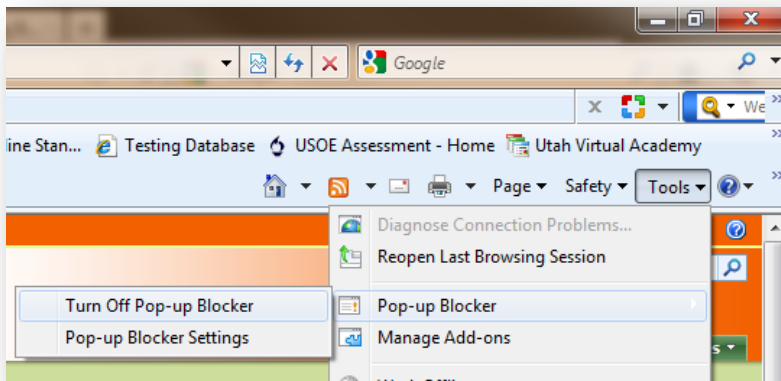 Google
We
ine Stan... Testing Database USOE Assessment - Home Utah Virtual Academy
Page Safety Tools
Diagnose Connection Problems...
Reopen Last Browsing Session
Turn Off Pop-up Blocker Pop-up Blocker
Pop-up Blocker Settings Manage Add-ons
s